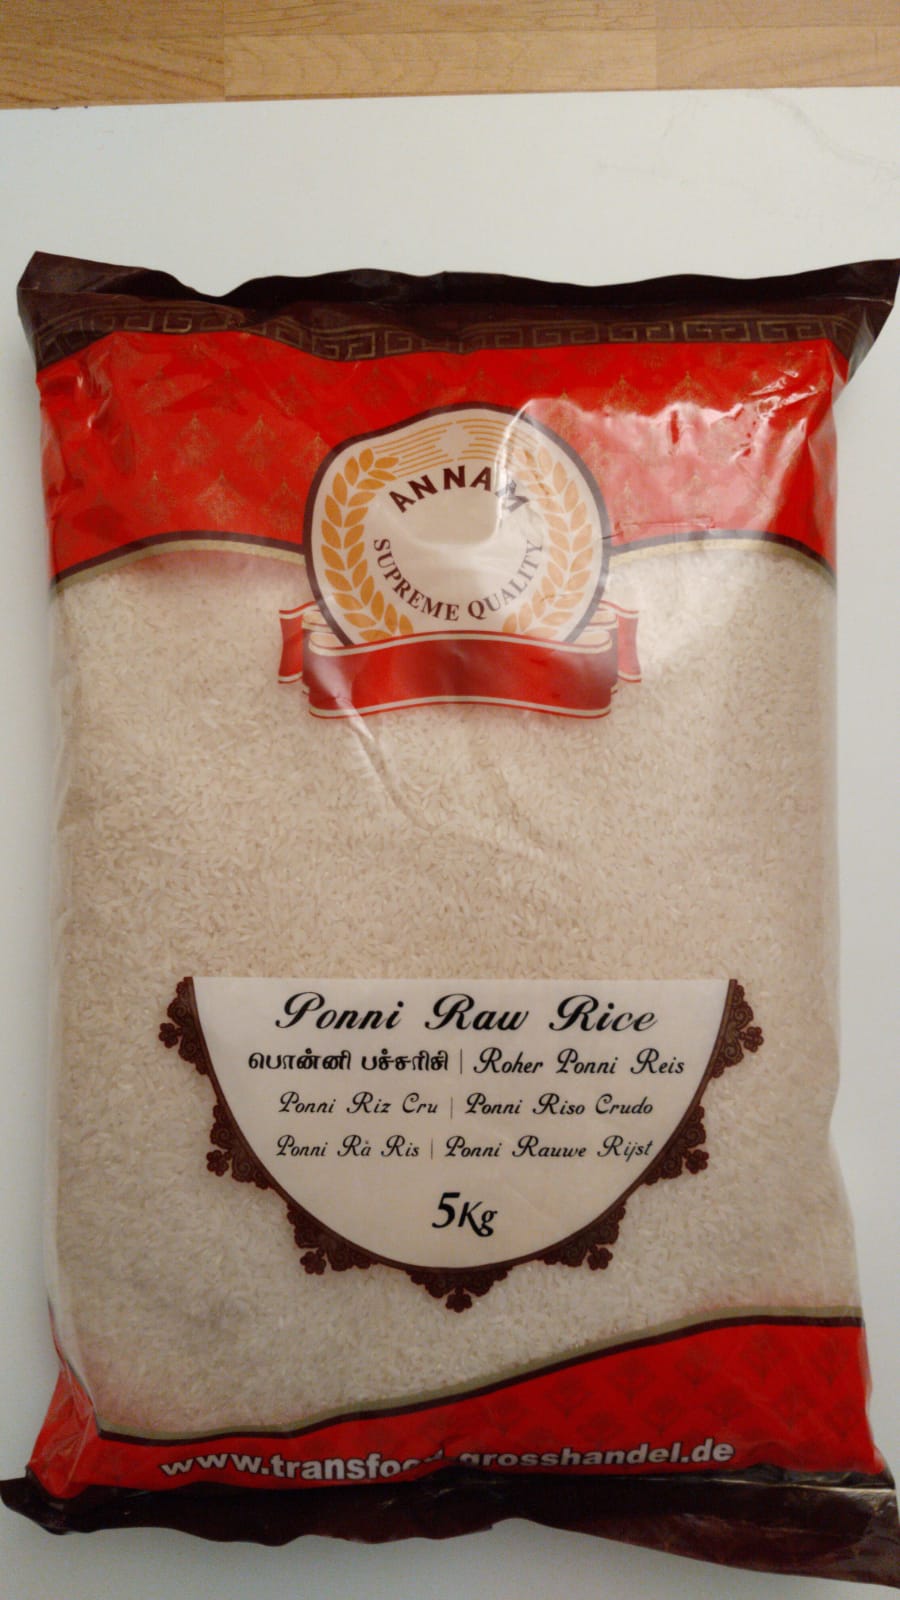 ANNAM
SUPREME QUALITY
Ponni Raw Rice
பொன்னி பச்சரிசி | Roher Ponni Reis
Ponni Riz Cru | Ponni Riso Crudo
Ponni Rå Ris | Ponni Rauwe Rijst
5Kg
www.transfood-grosshandel.de